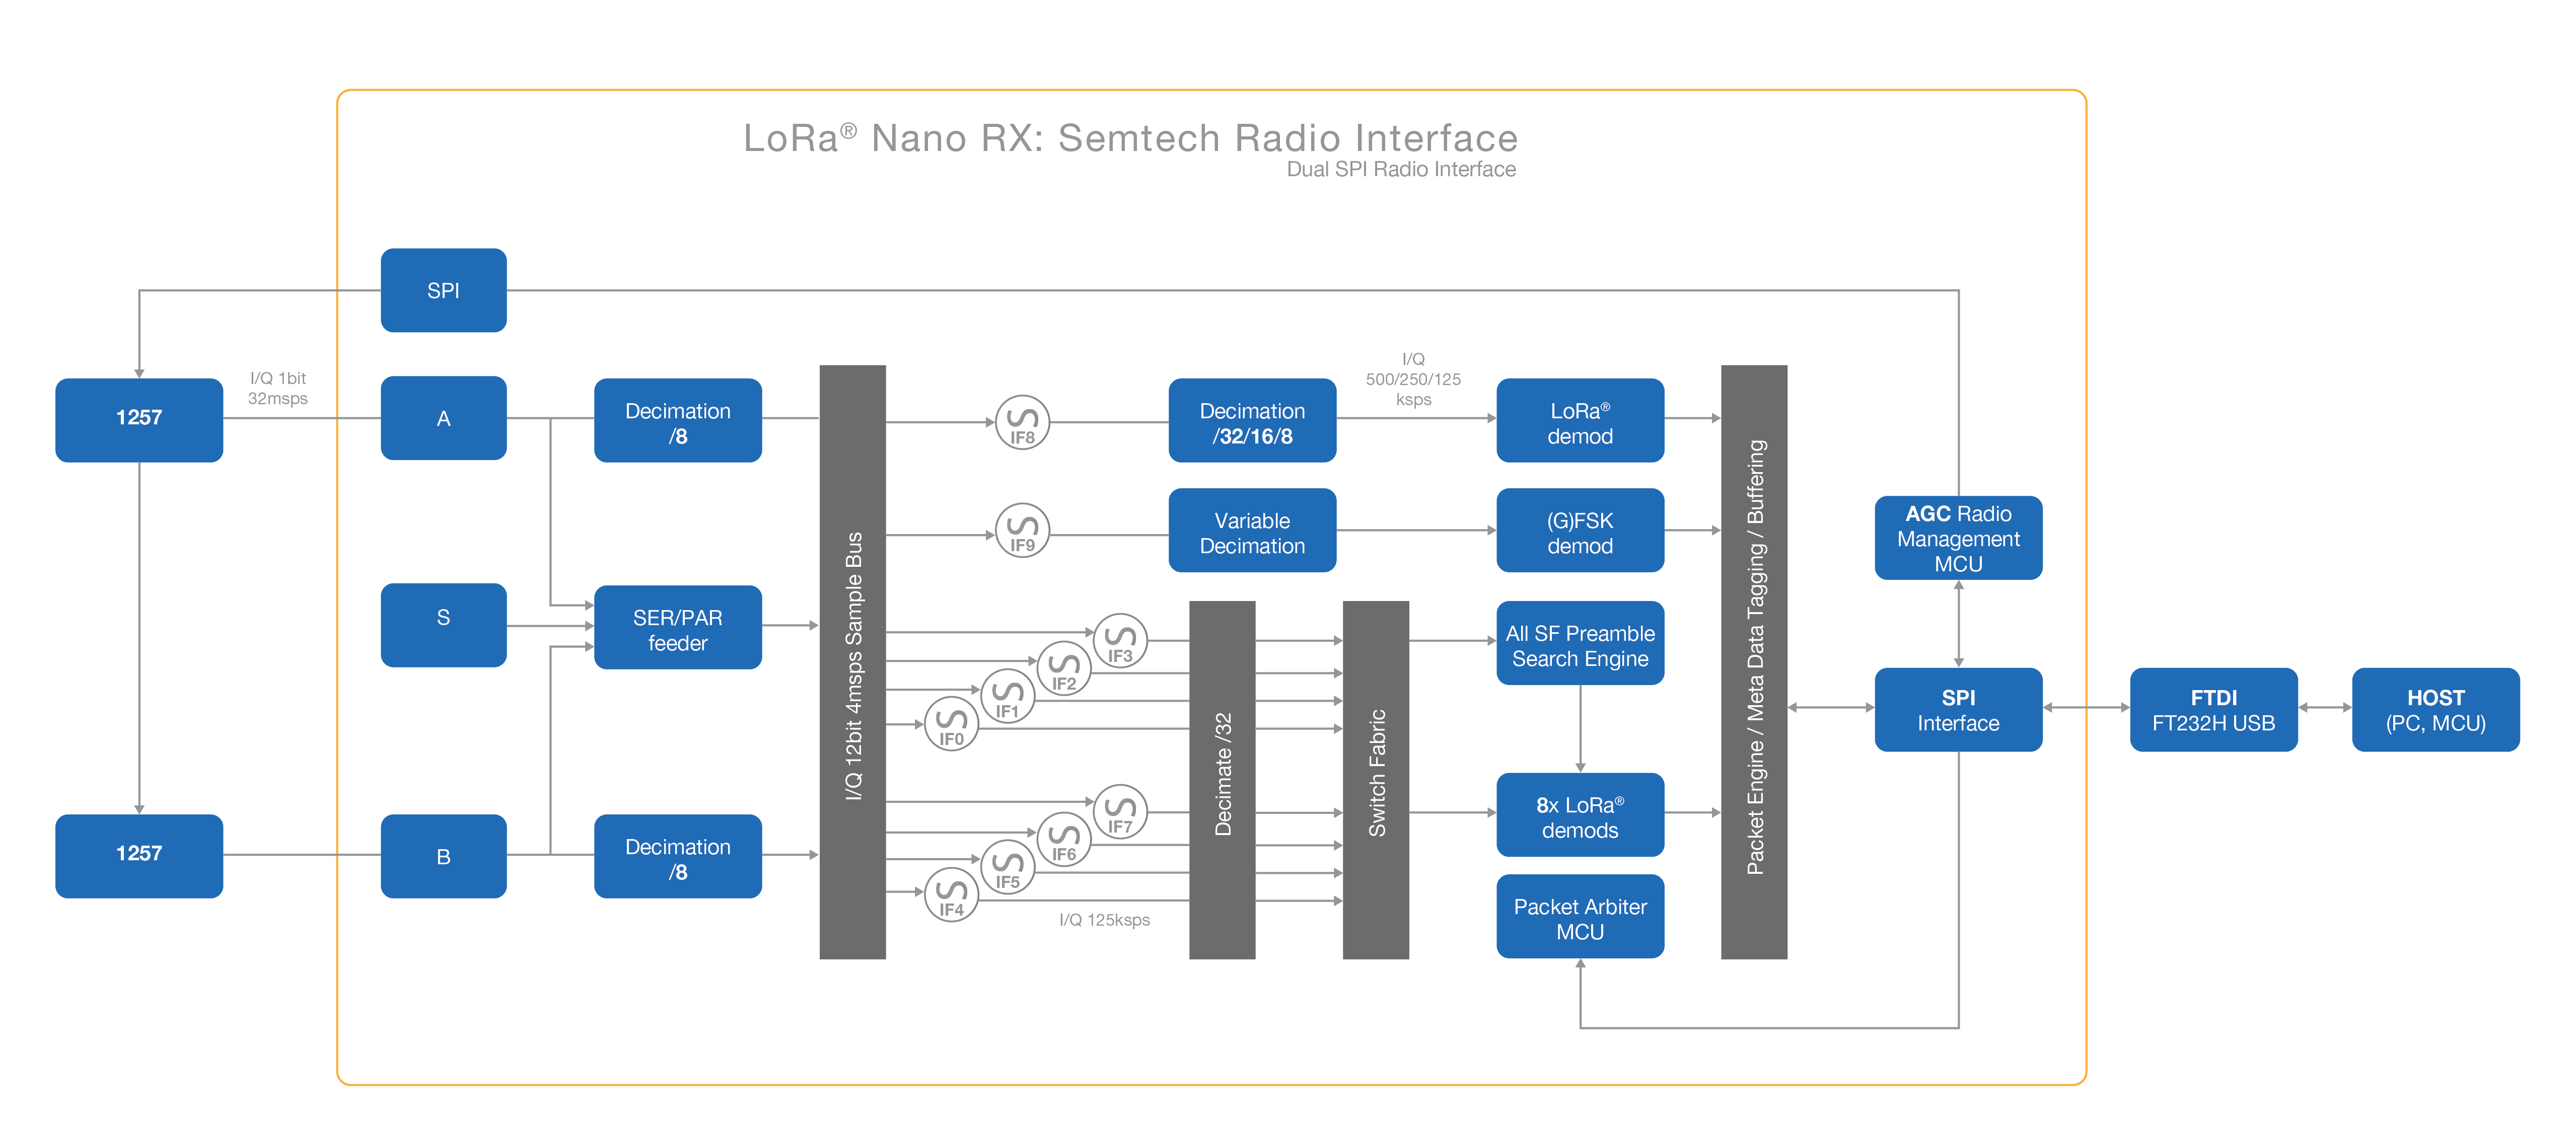 LoRa® Nano RX: Semtech Radio Interface
Dual SPI Radio Interface
SPI
1257
I/Q 1bit
32msps
A
Decimation
/8
S
SER/PAR
feeder
1257
B
Decimation
/8
I/Q 12bit 4msps Sample Bus
IF8
IF9
IF3
IF2
IF1
IF0
IF7
IF6
IF5
IF4
I/Q 125ksps
Decimation
/32/16/8
Variable
Decimation
Decimate /32
Switch Fabric
I/Q
500/250/125
ksps
LoRa®
demod
(G)FSK
demod
All SF Preamble
Search Engine
8x LoRa®
demods
Packet Arbiter
MCU
Packet Engine / Meta Data Tagging / Buffering
AGC Radio
Management
MCU
SPI
Interface
FTDI
FT232H USB
HOST
(PC, MCU)